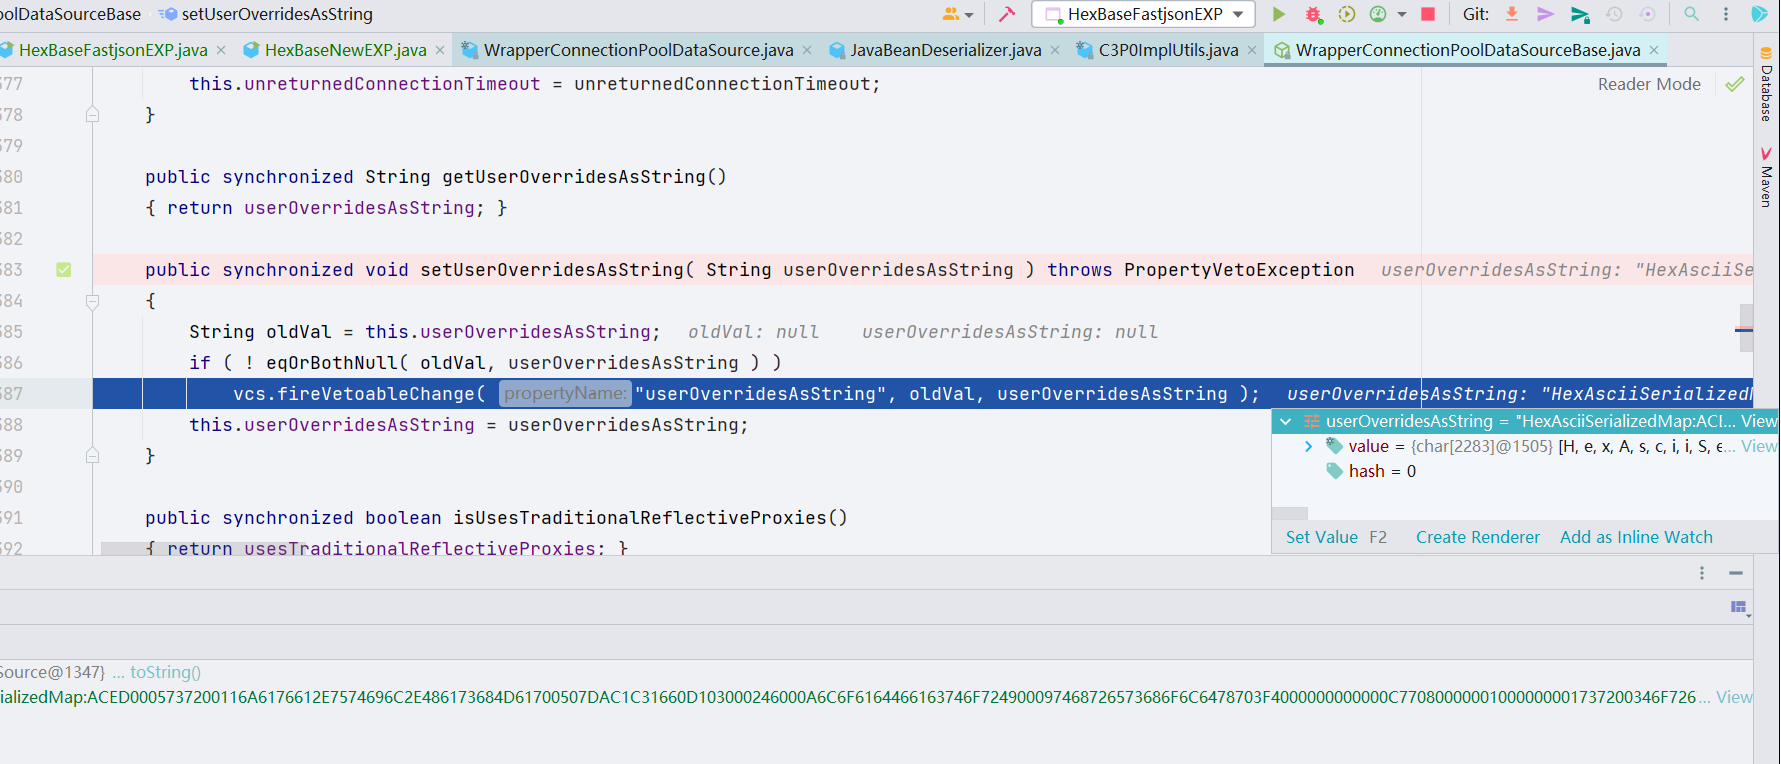 oolDataSourceBase setUserOverridesAsString
HexBaseFastjsonEXP Git:
HexBaseFastjsonEXP.java HexBaseNewEXP.java WrapperConnectionPoolDataSource.java JavaBeanDeserializer.java C3P0ImplUtils.java WrapperConnectionPoolDataSourceBase.java
Reader Mode
377 this.unreturnedConnectionTimeout = unreturnedConnectionTimeout;
378 }
379
380 public synchronized String getUserOverridesAsString()
381 { return userOverridesAsString; }
382
383 public synchronized void setUserOverridesAsString( String userOverridesAsString ) throws PropertyVetoException userOverridesAsString: "HexAsciiSe
384 {
385 String oldVal = this.userOverridesAsString; oldVal: null userOverridesAsString: null
386 if ( ! eqOrBothNull( oldVal, userOverridesAsString ) )
387 vcs.fireVetoableChange( propertyName: "userOverridesAsString", oldVal, userOverridesAsString ); userOverridesAsString: "HexAsciiSerializedM
388 this.userOverridesAsString = userOverridesAsString;
389 }
390
391 public synchronized boolean isUsesTraditionalReflectiveProxies()
392 { return usesTraditionalReflectiveProxies; }
userOverridesAsString = "HexAsciiSerializedMap:ACE... View
value = {char[2283]@1505} [H, e, x, A, s, c, i, i, S, e,... View
hash = 0
Set Value F2 Create Renderer Add as Inline Watch
Source@1347} ... toString()
ializedMap:ACED0005737200116A6176612E7574696C2E486173684D61700507DAC1C31660D103000246000A6C6F6164466163746F724900097468726573686F6C6478703F4000000000000C77080000001000000001737200346F726... View
Database
Maven